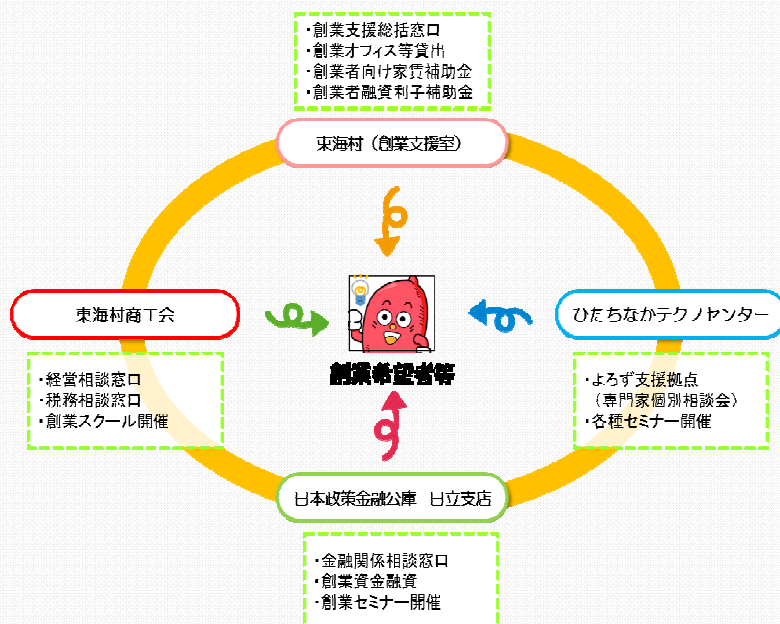 ・創業支援総括窓口
・創業オフィス等貸出
・創業者向け家賃補助金
・創業者融資利子補助金
東海村（創業支援室）
東海村商工会
ひたちなかテクノセンター
創業希望者等
・経営相談窓口
・税務相談窓口
・創業スクール開催
・よろず支援拠点
（専門家個別相談会）
・各種セミナー開催
日本政策金融公庫　日立支店
・金融関係相談窓口
・創業資金融資
・創業セミナー開催